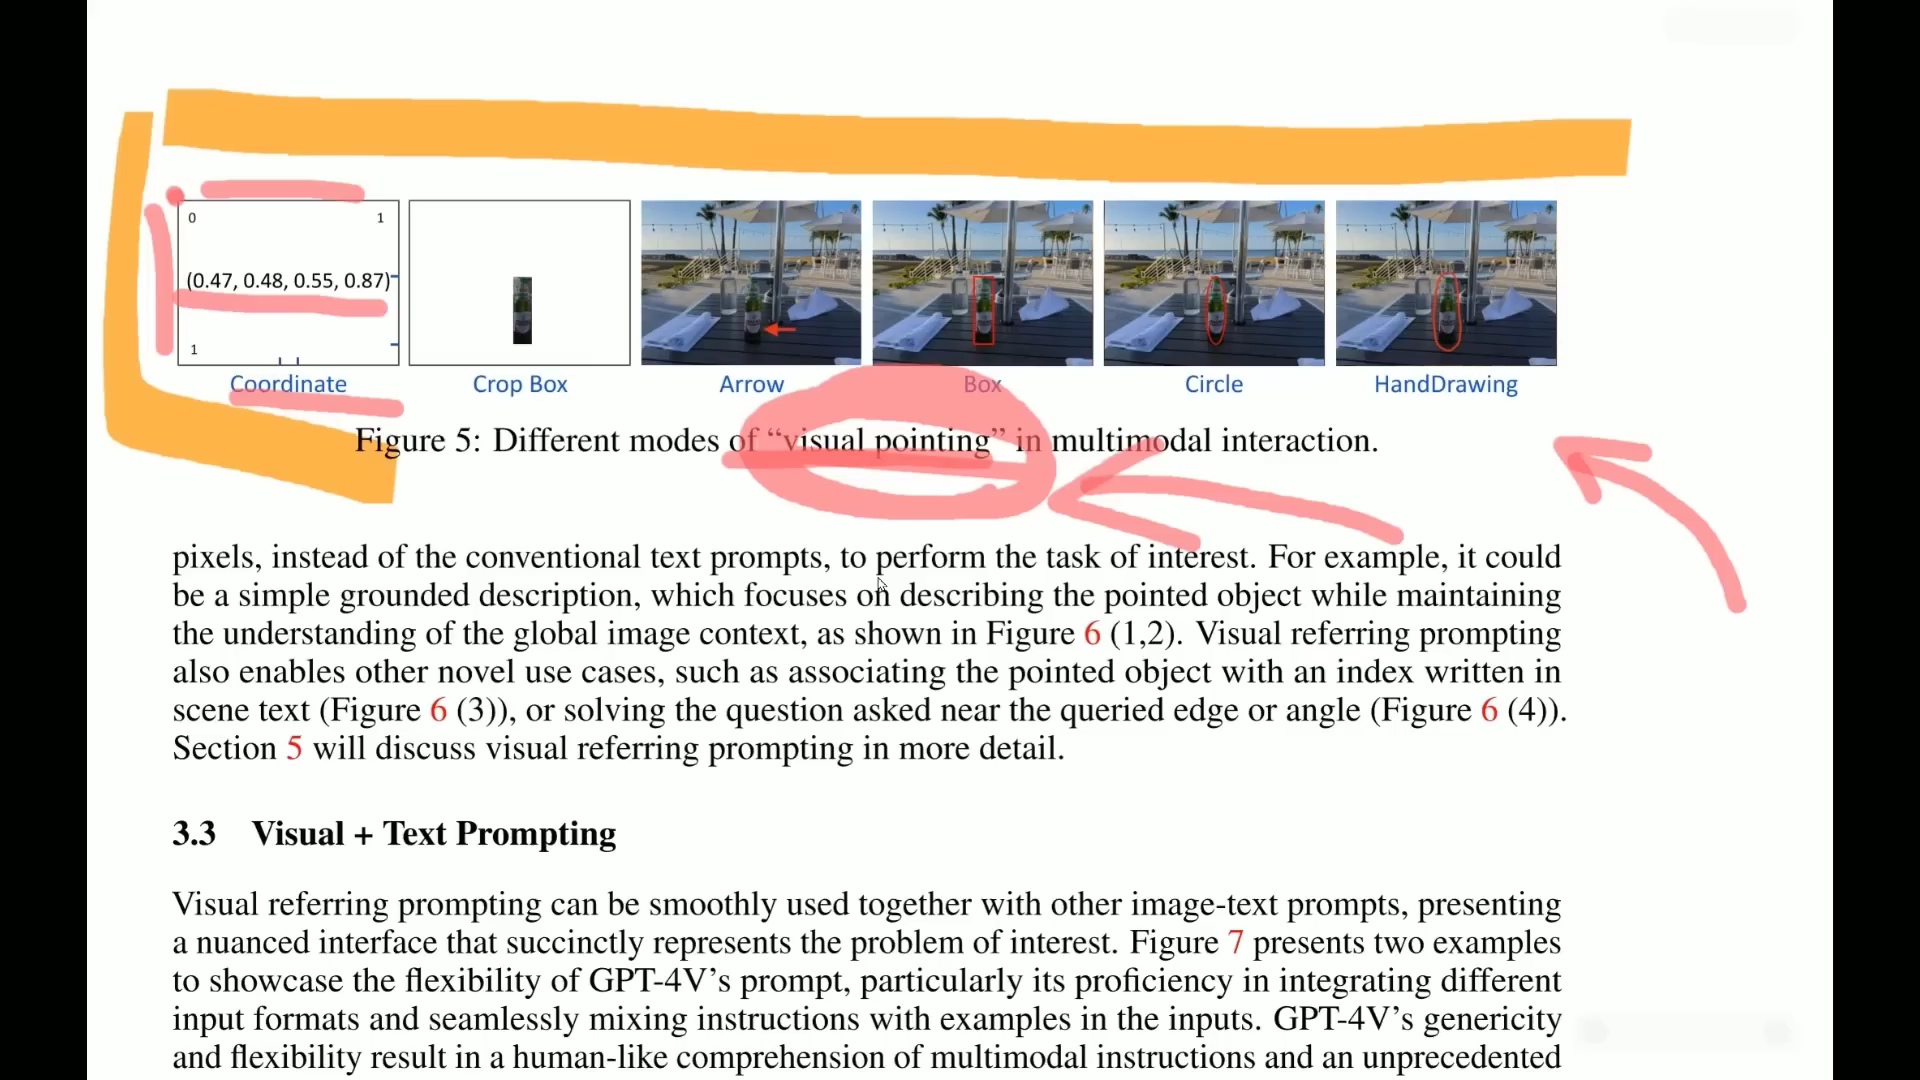 0 1
(0.47, 0.48, 0.55, 0.87)
1
Coordinate Crop Box Arrow Box Circle HandDrawing
Figure 5: Different modes of “visual pointing” in multimodal interaction.
pixels, instead of the conventional text prompts, to perform the task of interest. For example, it could
be a simple grounded description, which focuses on describing the pointed object while maintaining
the understanding of the global image context, as shown in Figure 6 (1,2). Visual referring prompting
also enables other novel use cases, such as associating the pointed object with an index written in
scene text (Figure 6 (3)), or solving the question asked near the queried edge or angle (Figure 6 (4)).
Section 5 will discuss visual referring prompting in more detail.
3.3 Visual + Text Prompting
Visual referring prompting can be smoothly used together with other image-text prompts, presenting
a nuanced interface that succinctly represents the problem of interest. Figure 7 presents two examples
to showcase the flexibility of GPT-4V’s prompt, particularly its proficiency in integrating different
input formats and seamlessly mixing instructions with examples in the inputs. GPT-4V’s genericity
and flexibility result in a human-like comprehension of multimodal instructions and an unprecedented